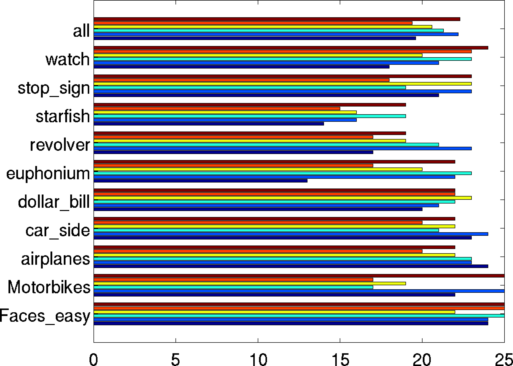 all
watch
stop_sign
starfish
revolver
euphonium
dollar_bill
car_side
airplanes
Motorbikes
Faces_easy
0 5 10 15 20 25